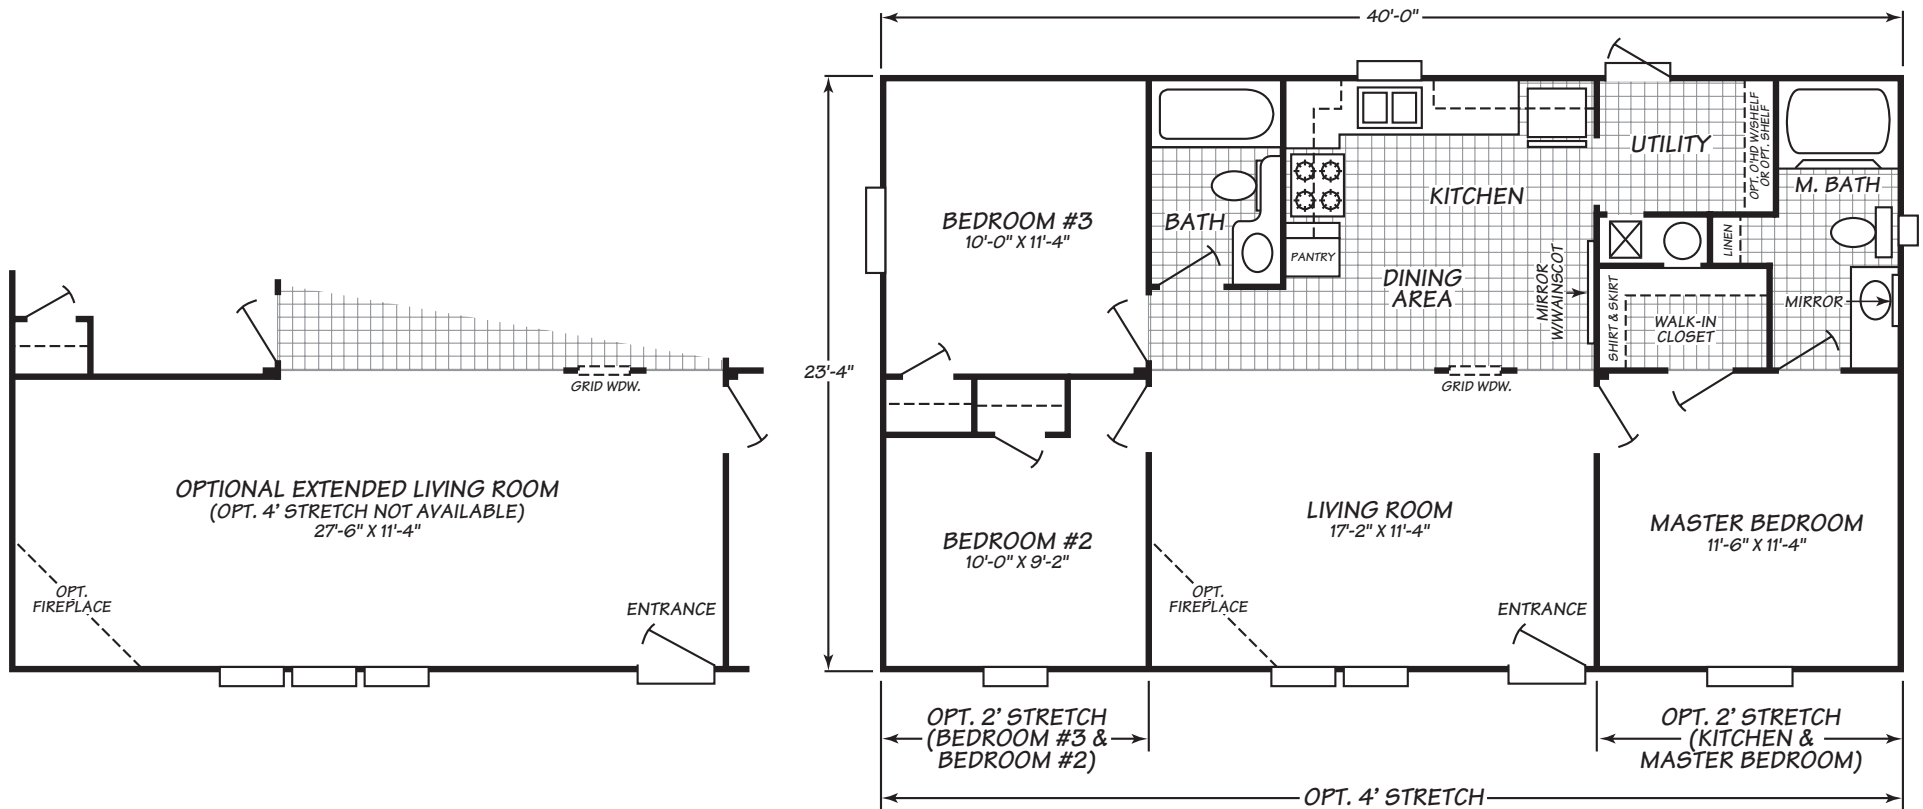 40'-0"
23'-4"
BEDROOM #3
10'-0" X 11'-4"
BATH
KITCHEN
PANTRY
DINING
AREA
UTILITY
OPT. O'HD W/SHELF
OR OPT. SHELF
M. BATH
LINEN
MIRROR
W/WAINSCOT
SHIRT & SKIRT
WALK-IN
CLOSET
MIRROR
GRID WDW.
GRID WDW.
OPTIONAL EXTENDED LIVING ROOM
(OPT. 4' STRETCH NOT AVAILABLE)
27'-6" X 11'-4"
OPT.
FIREPLACE
ENTRANCE
BEDROOM #2
10'-0" X 9'-2"
LIVING ROOM
17'-2" X 11'-4"
OPT.
FIREPLACE
ENTRANCE
MASTER BEDROOM
11'-6" X 11'-4"
OPT. 2' STRETCH
(BEDROOM #3 &
BEDROOM #2)
OPT. 2' STRETCH
(KITCHEN &
MASTER BEDROOM)
OPT. 4' STRETCH